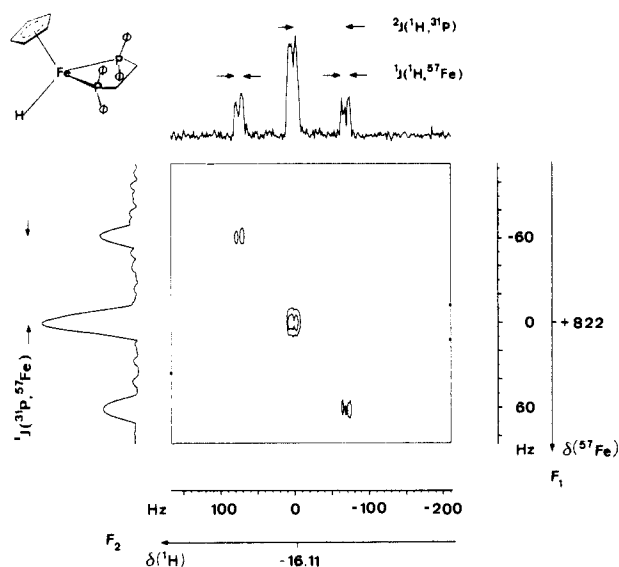 ²J(¹H,³¹P)
¹J(¹H,⁵⁷Fe)
Φ
P
Φ
Φ
Fe
P
Φ
H
¹J(³¹P,⁵⁷Fe)
-60
0
+822
60
Hz
δ(⁵⁷Fe)
F₁
Hz
100
0
-100
-200
F₂
δ(¹H)
-16.11